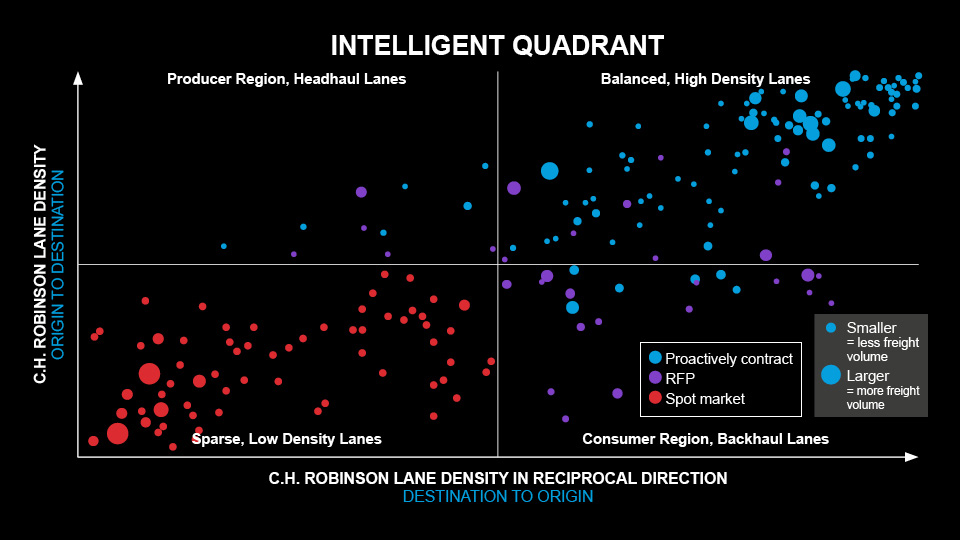 INTELLIGENT QUADRANT
Producer Region, Headhaul Lanes
Balanced, High Density Lanes
C.H. ROBINSON LANE DENSITY
ORIGIN TO DESTINATION
Smaller
= less freight
volume
Larger
= more freight
volume
Proactively contract
RFP
Spot market
Sparse, Low Density Lanes
Consumer Region, Backhaul Lanes
C.H. ROBINSON LANE DENSITY IN RECIPROCAL DIRECTION
DESTINATION TO ORIGIN